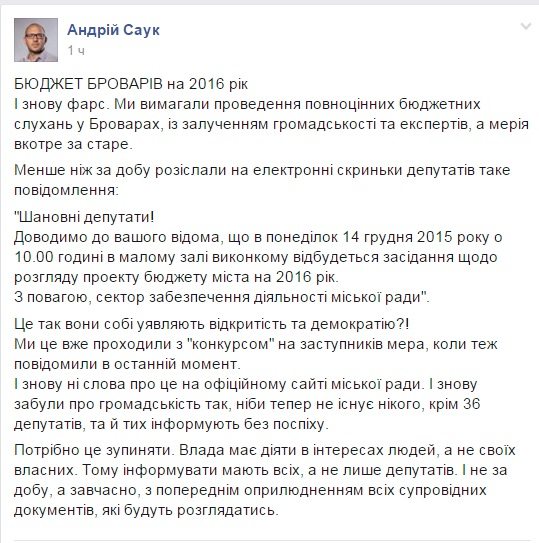 Андрій Саук
1 ч
БЮДЖЕТ БРОВАРІВ на 2016 рік
І знову фарс. Ми вимагали проведення повноцінних бюджетних
слухань у Броварах, із залученням громадськості та експертів, а мерія
вкотре за старе.
Менше ніж за добу розіслали на електронні скриньки депутатів таке
повідомлення:
"Шановні депутати!
Доводимо до вашого відома, що в понеділок 14 грудня 2015 року о
10.00 годині в малому залі виконкому відбудеться засідання щодо
розгляду проекту бюджету міста на 2016 рік.
З повагою, сектор забезпечення діяльності міської ради".
Це так вони собі уявляють відкритість та демократію?!
Ми це вже проходили з "конкурсом" на заступників мера, коли теж
повідомили в останній момент.
І знову ні слова про це на офіційному сайті міської ради. І знову
забули про громадськість так, ніби тепер не існує нікого, крім 36
депутатів, та й тих інформують без поспіху.
Потрібно це зупиняти. Влада має діяти в інтересах людей, а не своїх
власних. Тому інформувати мають всіх, а не лише депутатів. І не за
добу, а завчасно, з попереднім оприлюдненням всіх супровідних
документів, які будуть розглядатись.